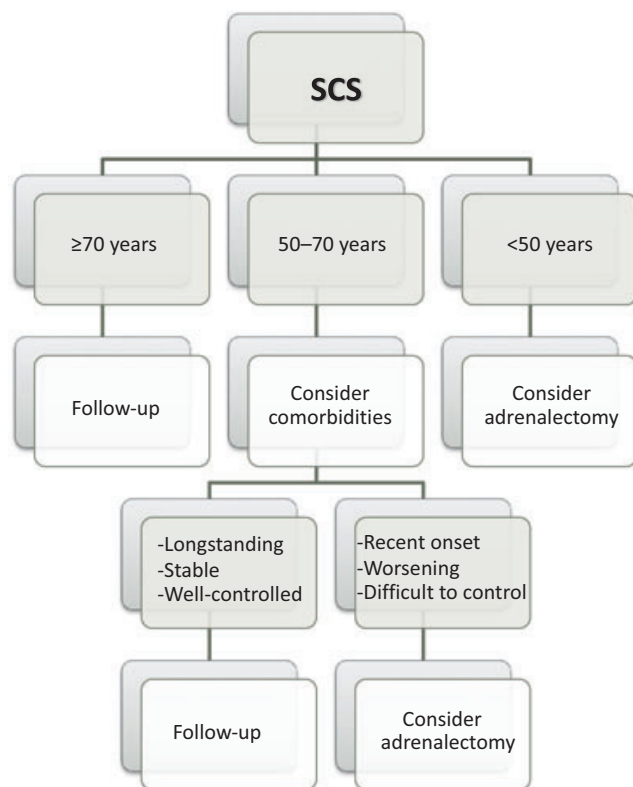 SCS
≥70 years
50–70 years
<50 years
Follow-up
Consider
comorbidities
Consider
adrenalectomy
-Longstanding
-Stable
-Well-controlled
-Recent onset
-Worsening
-Difficult to control
Follow-up
Consider
adrenalectomy